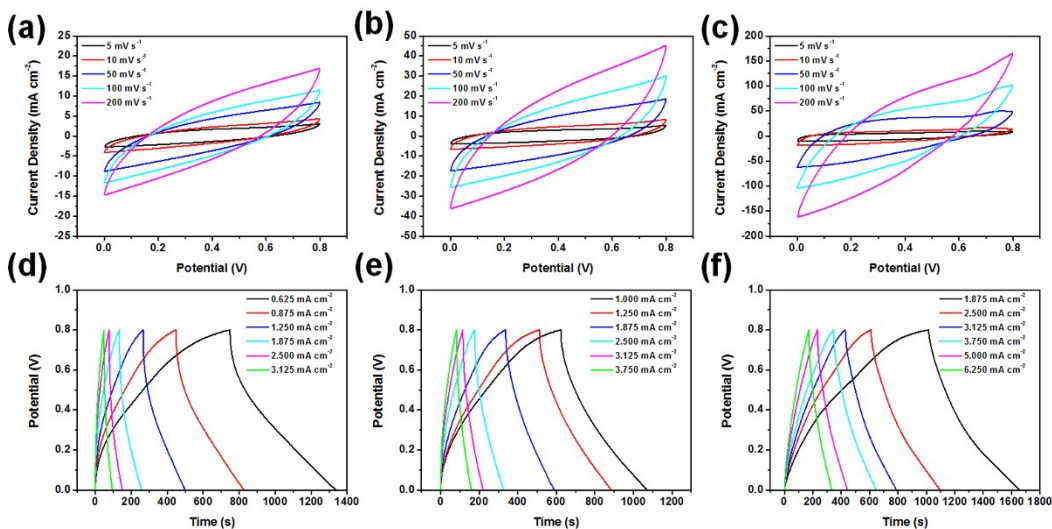 (a)
25
20
15
10
5
0
-5
-10
-15
-20
25
5 mV s⁻¹
10 mV s⁻¹
50 mV s⁻¹
100 mV s⁻¹
200 mV s⁻¹
Current Density (mA cm⁻²)
0.0 0.2 0.4 0.6 0.8
Potential (V)
(b)
50
40
30
20
10
0
-10
-20
-30
-40
-50
5 mV s⁻¹
10 mV s⁻¹
50 mV s⁻¹
100 mV s⁻¹
200 mV s⁻¹
Current Density (mA cm⁻²)
0.0 0.2 0.4 0.6 0.8
Potential (V)
(c)
200
150
100
50
0
-50
-100
-150
-200
5 mV s⁻¹
10 mV s⁻¹
50 mV s⁻¹
100 mV s⁻¹
200 mV s⁻¹
Current Density (mA cm⁻²)
0.0 0.2 0.4 0.6 0.8
Potential (V)
(d)
1.0
0.8
0.6
0.4
0.2
0.0
0.625 mA cm⁻²
0.875 mA cm⁻²
1.250 mA cm⁻²
1.875 mA cm⁻²
2.500 mA cm⁻²
3.125 mA cm⁻²
Potential (V)
0 200 400 600 800 1000 1200 1400
Time (s)
(e)
1.0
0.8
0.6
0.4
0.2
0.0
1.000 mA cm⁻²
1.250 mA cm⁻²
1.875 mA cm⁻²
2.500 mA cm⁻²
3.125 mA cm⁻²
3.750 mA cm⁻²
Potential (V)
0 200 400 600 800 1000 1200
Time (s)
(f)
1.0
0.8
0.6
0.4
0.2
0.0
1.875 mA cm⁻²
2.500 mA cm⁻²
3.125 mA cm⁻²
3.750 mA cm⁻²
5.000 mA cm⁻²
6.250 mA cm⁻²
Potential (V)
0 200 400 600 800 1000 1200 1400 1600 1800
Time (s)